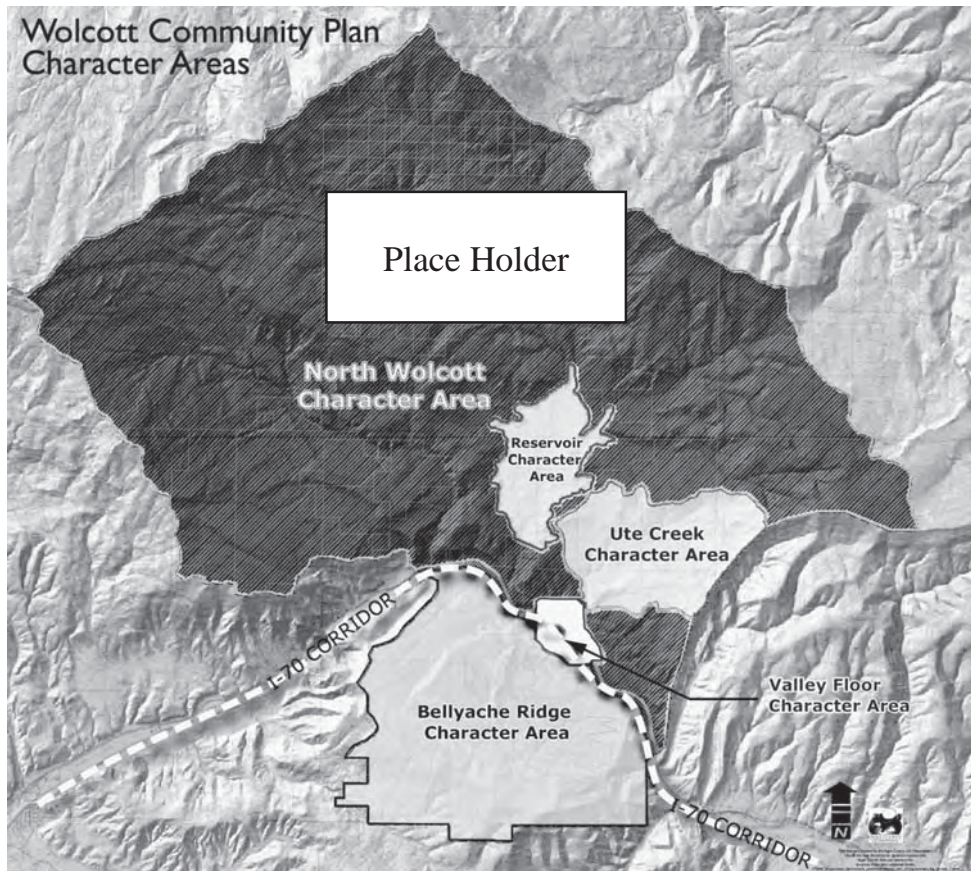 Wolcott Community Plan
Character Areas
Place Holder
North Wolcott
Character Area
Reservoir
Character
Area
Ute Creek
Character Area
I-70 CORRIDOR
Valley Floor
Character Area
Bellyache Ridge
Character Area
I-70 CORRIDOR
N